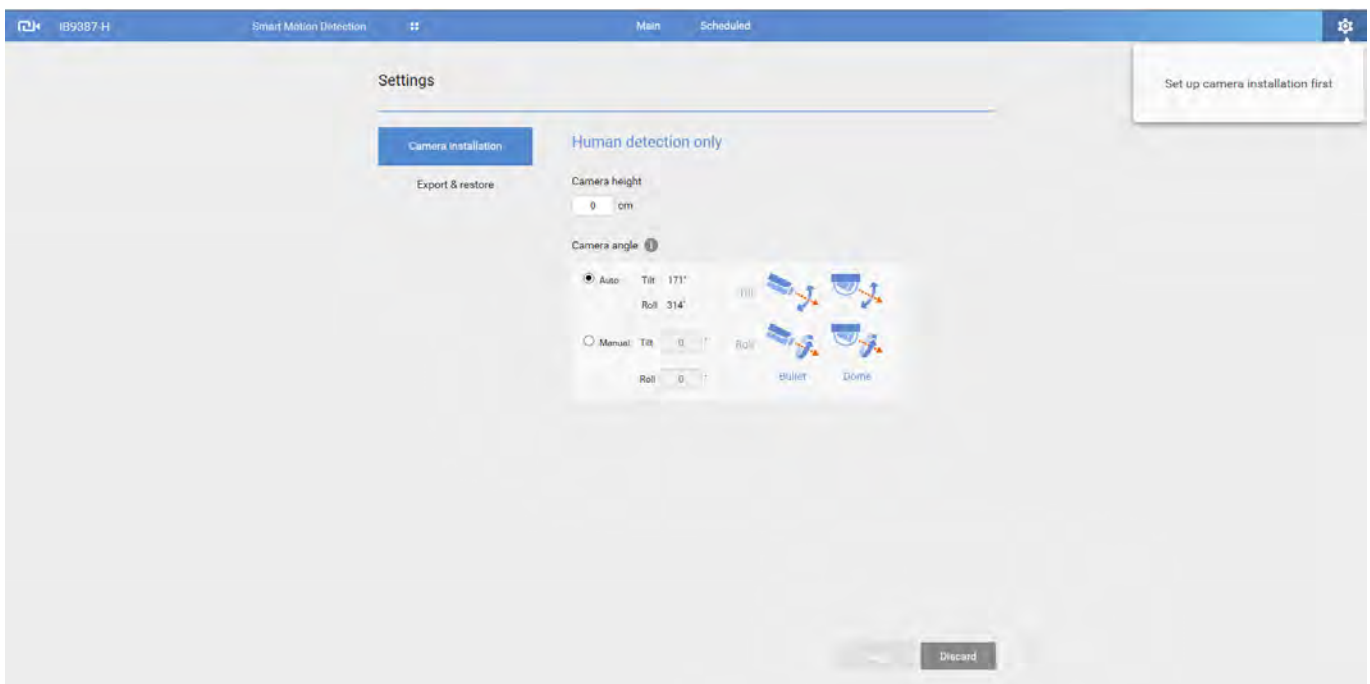 IB9387-H Smart Motion Detection Main Scheduled
Set up camera installation first
Settings
Camera installation
Export & restore
Human detection only
Camera height
0 cm
Camera angle i
Auto Tilt 171°
Roll 314°
Manual Tilt 0 °
Roll 0 °
Tilt
Roll
Bullet Dome
Discard